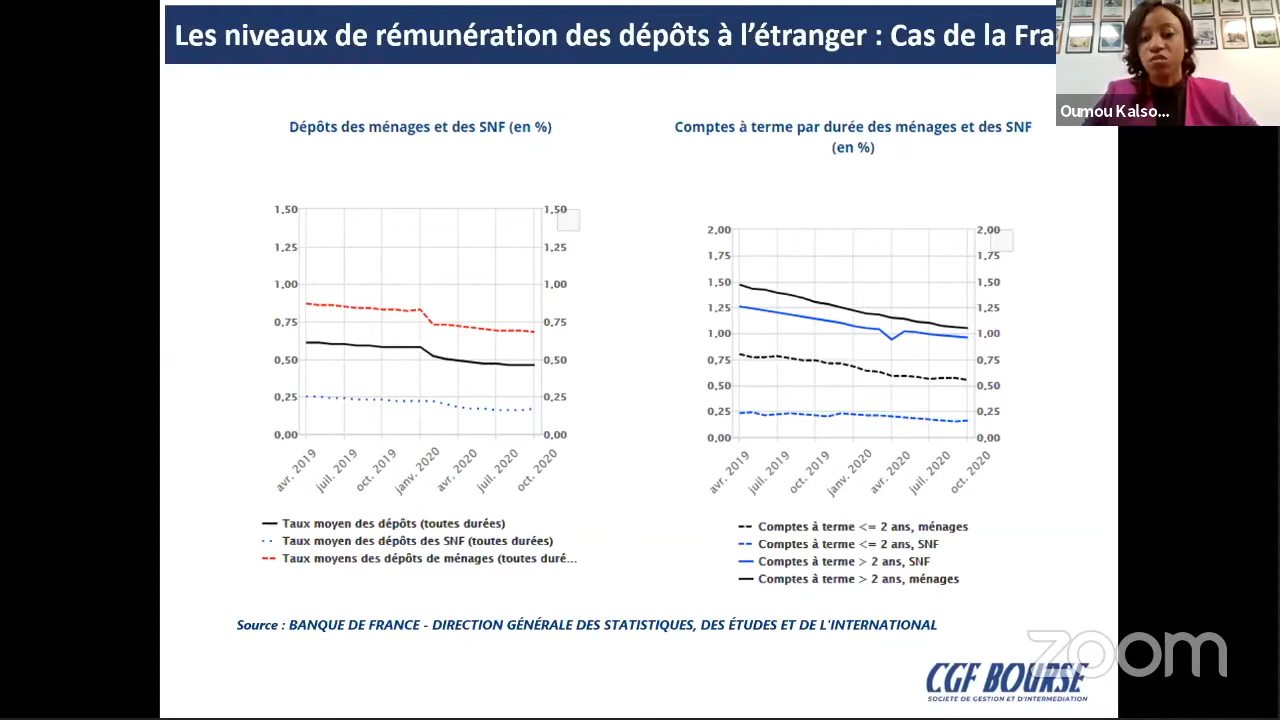 Les niveaux de rémunération des dépôts à l’étranger : Cas de la Fra
Oumou Kalso...
Dépôts des ménages et des SNF (en %)
1,50
1,25
1,00
0,75
0,50
0,25
0,00
1,50
1,25
1,00
0,75
0,50
0,25
0,00
avr. 2019
juil. 2019
oct. 2019
janv. 2020
avr. 2020
juil. 2020
oct. 2020
Taux moyen des dépôts (toutes durées)
Taux moyen des dépôts des SNF (toutes durées)
Taux moyens des dépôts de ménages (toutes duré...
Comptes à terme par durée des ménages et des SNF
(en %)
2,00
1,75
1,50
1,25
1,00
0,75
0,50
0,25
0,00
2,00
1,75
1,50
1,25
1,00
0,75
0,50
0,25
0,00
avr. 2019
juil. 2019
oct. 2019
janv. 2020
avr. 2020
juil. 2020
oct. 2020
Comptes à terme <= 2 ans, ménages
Comptes à terme <= 2 ans, SNF
Comptes à terme > 2 ans, SNF
Comptes à terme > 2 ans, ménages
Source : BANQUE DE FRANCE - DIRECTION GÉNÉRALE DES STATISTIQUES, DES ÉTUDES ET DE L'INTERNATIONAL
zoom
CGF BOURSE
SOCIÉTÉ DE GESTION ET D'INTERMÉDIATION